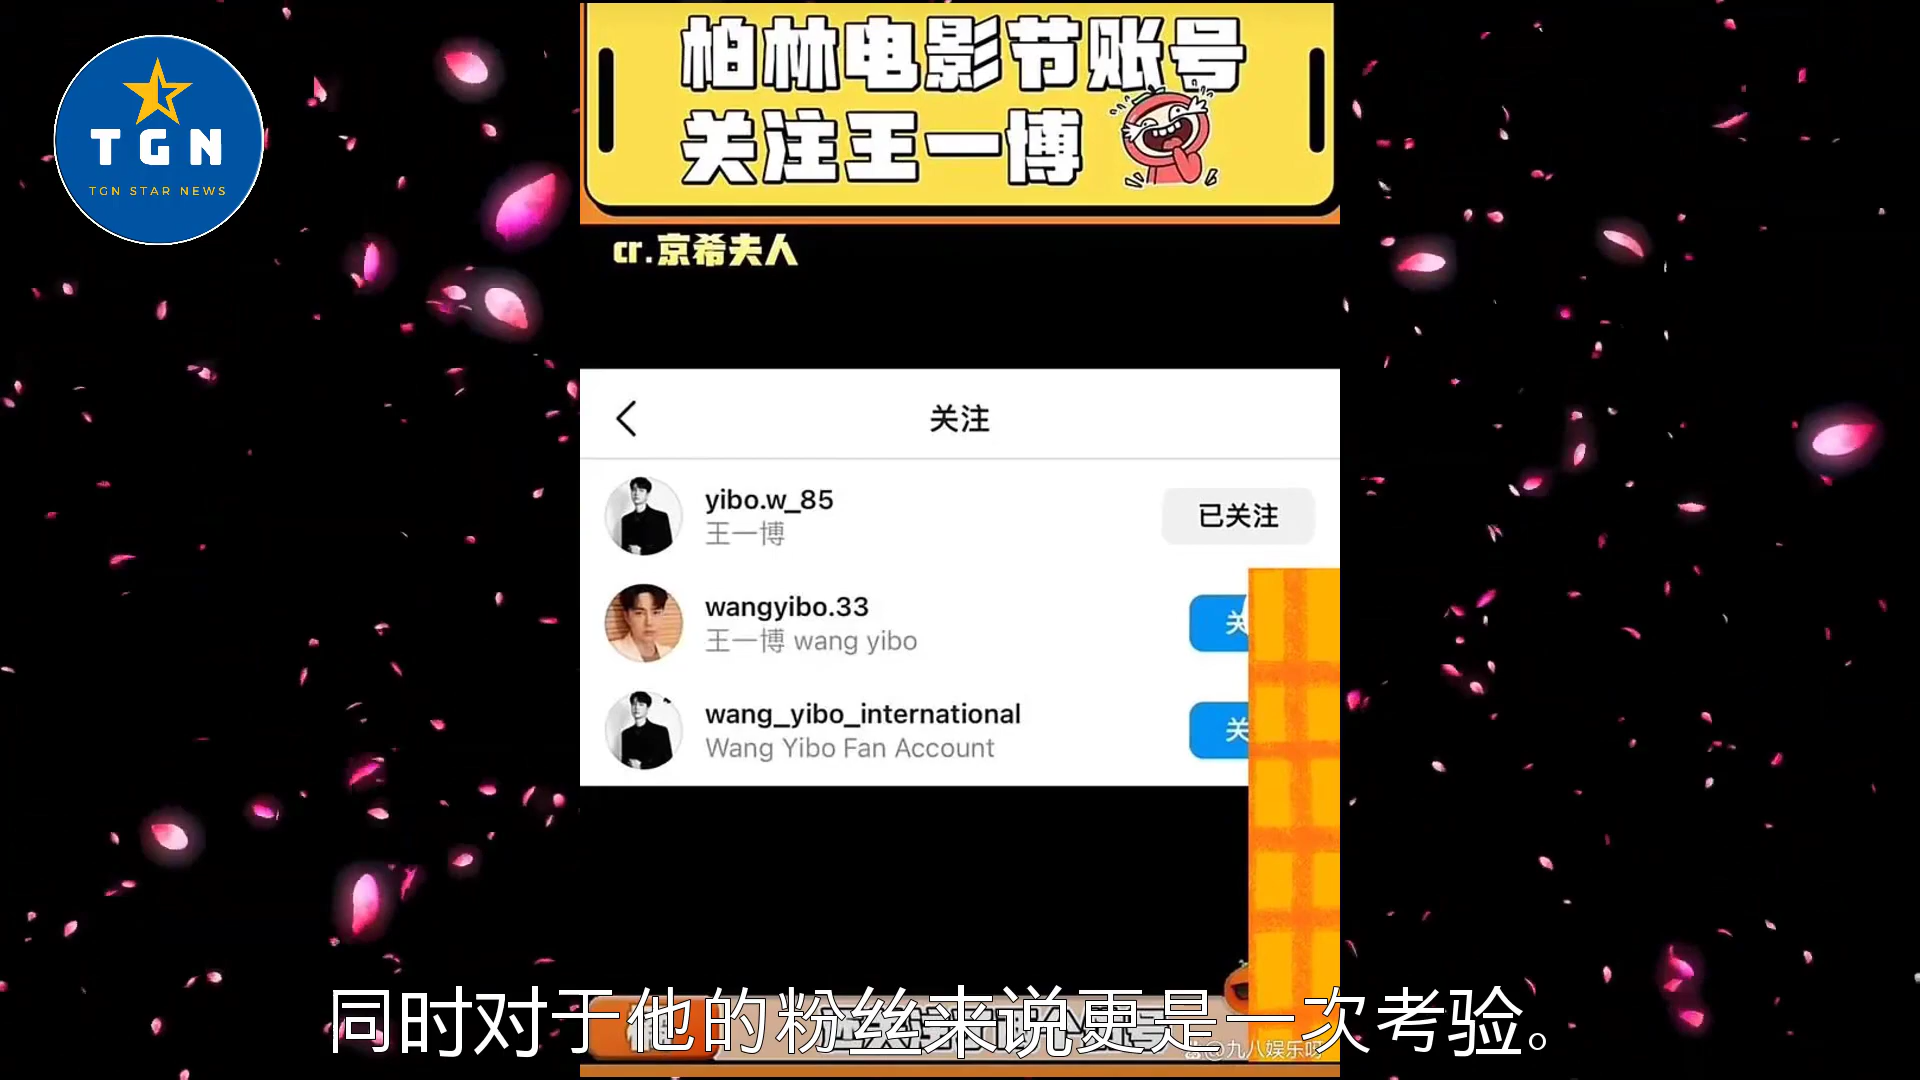 TGN
TGN STAR NEWS
柏林电影节账号
关注王一博
cr.京希夫人
关注
yibo.w_85
王一博
已关注
wangyibo.33
王一博 wang yibo
关
wang_yibo_international
Wang Yibo Fan Account
关
同时对于他的粉丝来说更是一次考验。
@九八娱乐吗